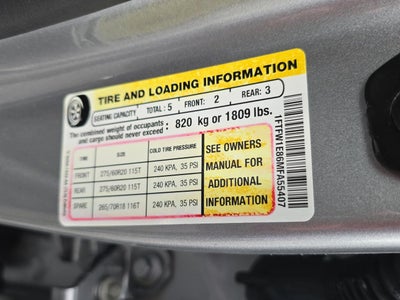 TIRE AND LOADING INFORMATION
SEATING CAPACITY TOTAL: 5 FRONT: 2 REAR: 3
The combined weight of occupants and cargo should never exceed : 820 kg or 1809 lbs.
TIRE SIZE COLD TIRE PRESSURE
FRONT 275/60R20 115T 240 KPA, 35 PSI
REAR 275/60R20 115T 240 KPA, 35 PSI
SPARE 265/70R18 116T 240 KPA, 35 PSI
SEE OWNERS
MANUAL FOR
ADDITIONAL
INFORMATION